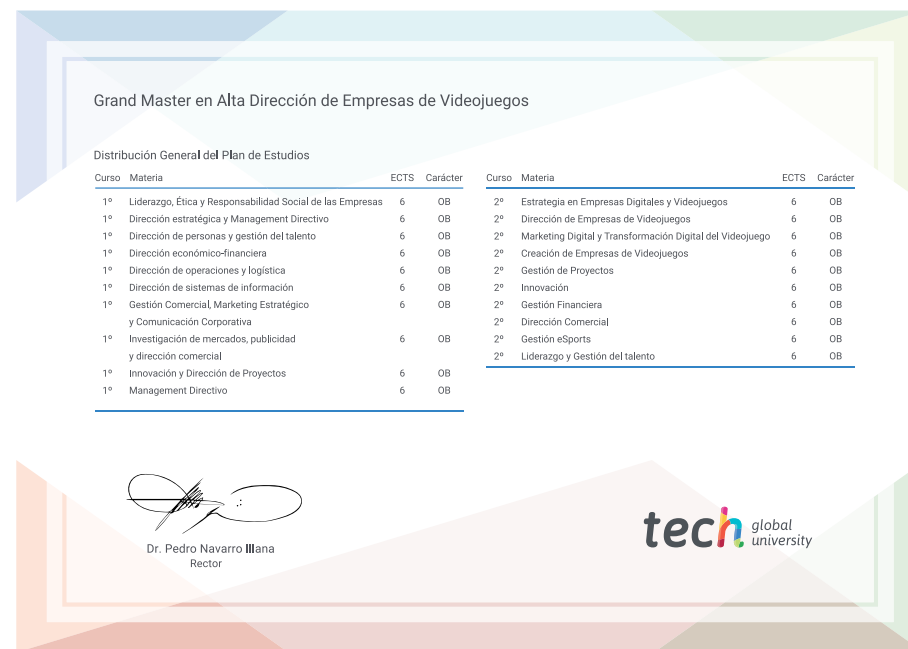 Grand Master en Alta Dirección de Empresas de Videojuegos
Distribución General del Plan de Estudios
Curso Materia ECTS Carácter
1º Liderazgo, Ética y Responsabilidad Social de las Empresas 6 OB
1º Dirección estratégica y Management Directivo 6 OB
1º Dirección de personas y gestión del talento 6 OB
1º Dirección económico-financiera 6 OB
1º Dirección de operaciones y logística 6 OB
1º Dirección de sistemas de información 6 OB
1º Gestión Comercial, Marketing Estratégico 6 OB
y Comunicación Corporativa
1º Investigación de mercados, publicidad 6 OB
y dirección comercial
1º Innovación y Dirección de Proyectos 6 OB
1º Management Directivo 6 OB
Curso Materia ECTS Carácter
2º Estrategia en Empresas Digitales y Videojuegos 6 OB
2º Dirección de Empresas de Videojuegos 6 OB
2º Marketing Digital y Transformación Digital del Videojuego 6 OB
2º Creación de Empresas de Videojuegos 6 OB
2º Gestión de Proyectos 6 OB
2º Innovación 6 OB
2º Gestión Financiera 6 OB
2º Dirección Comercial 6 OB
2º Gestión eSports 6 OB
2º Liderazgo y Gestión del talento 6 OB
Dr. Pedro Navarro Illana
Rector
tech global
university